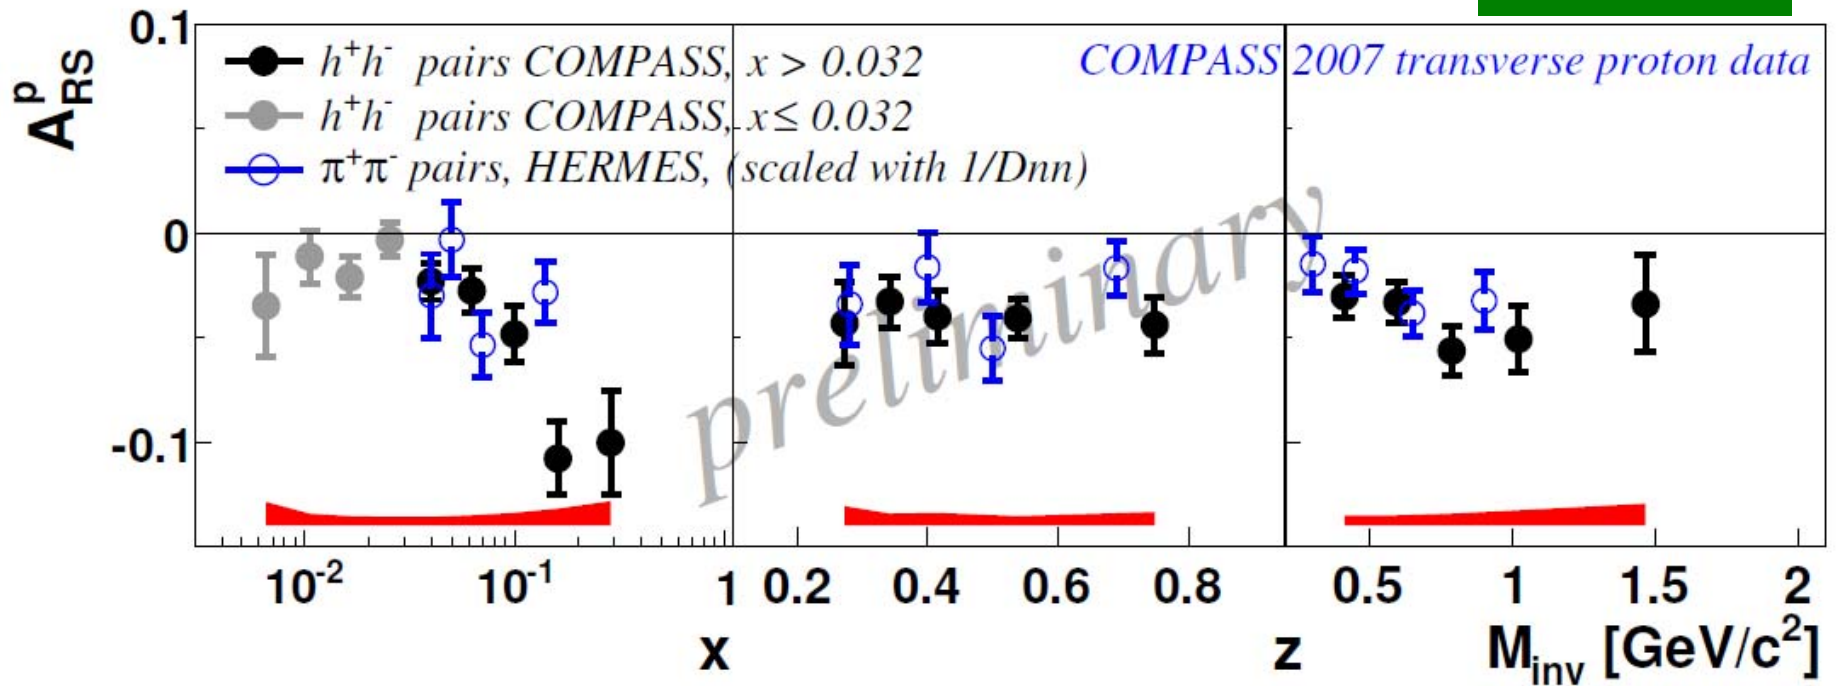 0.1
h⁺h⁻ pairs COMPASS, x > 0.032
COMPASS 2007 transverse proton data
A^p_RS
h⁺h⁻ pairs COMPASS, x ≤ 0.032
π⁺π⁻ pairs, HERMES, (scaled with 1/Dnn)
0
preliminary
-0.1
10⁻² 10⁻¹ 1 0.2 0.4 0.6 0.8 0.5 1 1.5 2
x z M_inv [GeV/c²]